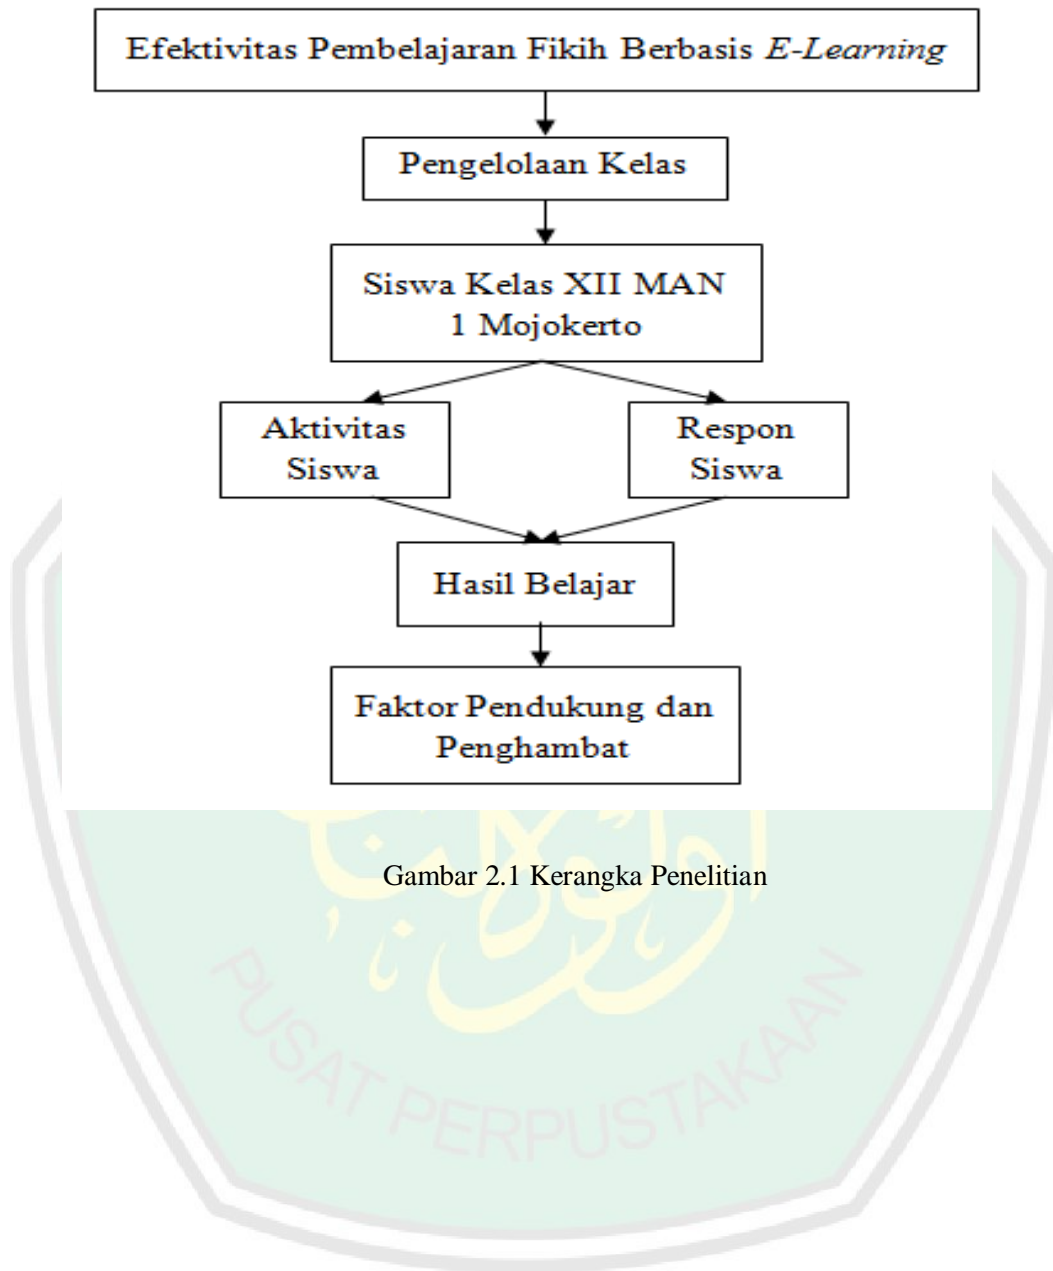 Efektivitas Pembelajaran Fikih Berbasis E-Learning
Pengelolaan Kelas
Siswa Kelas XII MAN
1 Mojokerto
Aktivitas
Siswa
Respon
Siswa
Hasil Belajar
Faktor Pendukung dan
Penghambat
Gambar 2.1 Kerangka Penelitian
PUSAT PERPUSTAKAAN